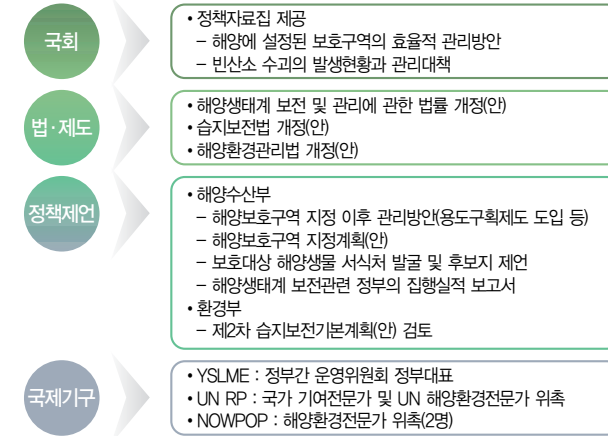 국회
• 정책자료집 제공
– 해양에 설정된 보호구역의 효율적 관리방안
– 빈산소 수괴의 발생현황과 관리대책
법·제도
• 해양생태계 보전 및 관리에 관한 법률 개정(안)
• 습지보전법 개정(안)
• 해양환경관리법 개정(안)
정책제언
• 해양수산부
– 해양보호구역 지정 이후 관리방안(용도구획제도 도입 등)
– 해양보호구역 지정계획(안)
– 보호대상 해양생물 서식처 발굴 및 후보지 제언
– 해양생태계 보전관련 정부의 집행실적 보고서
• 환경부
– 제2차 습지보전기본계획(안) 검토
국제기구
• YSLME : 정부간 운영위원회 정부대표
• UN RP : 국가 기여전문가 및 UN 해양환경전문가 위촉
• NOWPOP : 해양환경전문가 위촉(2명)